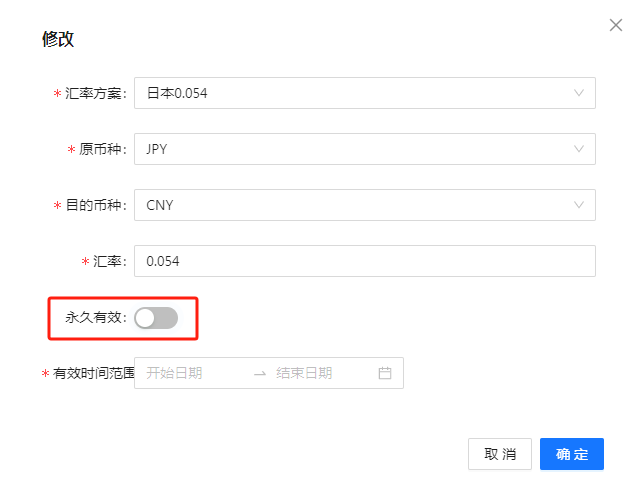 修改
* 汇率方案: 日本0.054
* 原币种: JPY
* 目的币种: CNY
* 汇率: 0.054
永久有效:
* 有效时间范围 开始日期 → 结束日期
取 消 确 定